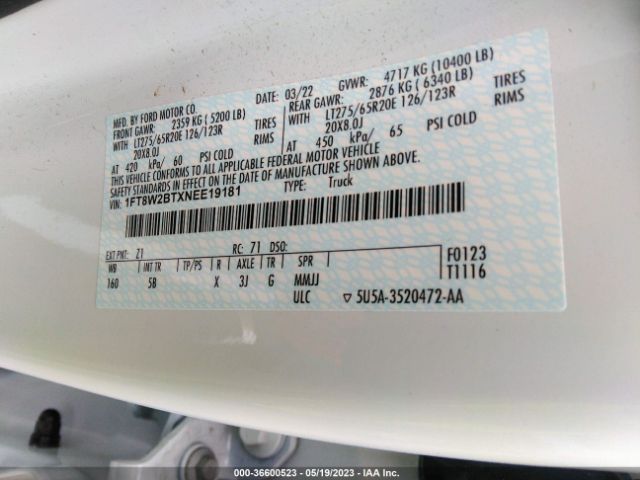 MFD. BY FORD MOTOR CO.
DATE: 03/22 GVWR: 4717 KG (10400 LB)
FRONT GAWR: 2359 KG ( 5200 LB)
REAR GAWR: 2876 KG ( 6340 LB)
WITH LT275/65R20E 126/123R TIRES
WITH LT275/65R20E 126/123R TIRES
20X8.0J RIMS
20X8.0J RIMS
AT 420 kPa/ 60 PSI COLD
AT 450 kPa/ 65 PSI COLD
THIS VEHICLE CONFORMS TO ALL APPLICABLE FEDERAL MOTOR VEHICLE
SAFETY STANDARDS IN EFFECT ON THE DATE OF MANUFACTURE SHOWN ABOVE.
1FT8W2BTXNEE19181 TYPE: Truck
EXT PNT: Z1 RC: 71 DSO:
F0123
T1116
WB INT TR TP/PS R AXLE TR SPR
160 5B X 3J G MMJJ
ULC ▽ 5U5A-3520472-AA
000-36600523 - 05/19/2023 - IAA Inc.